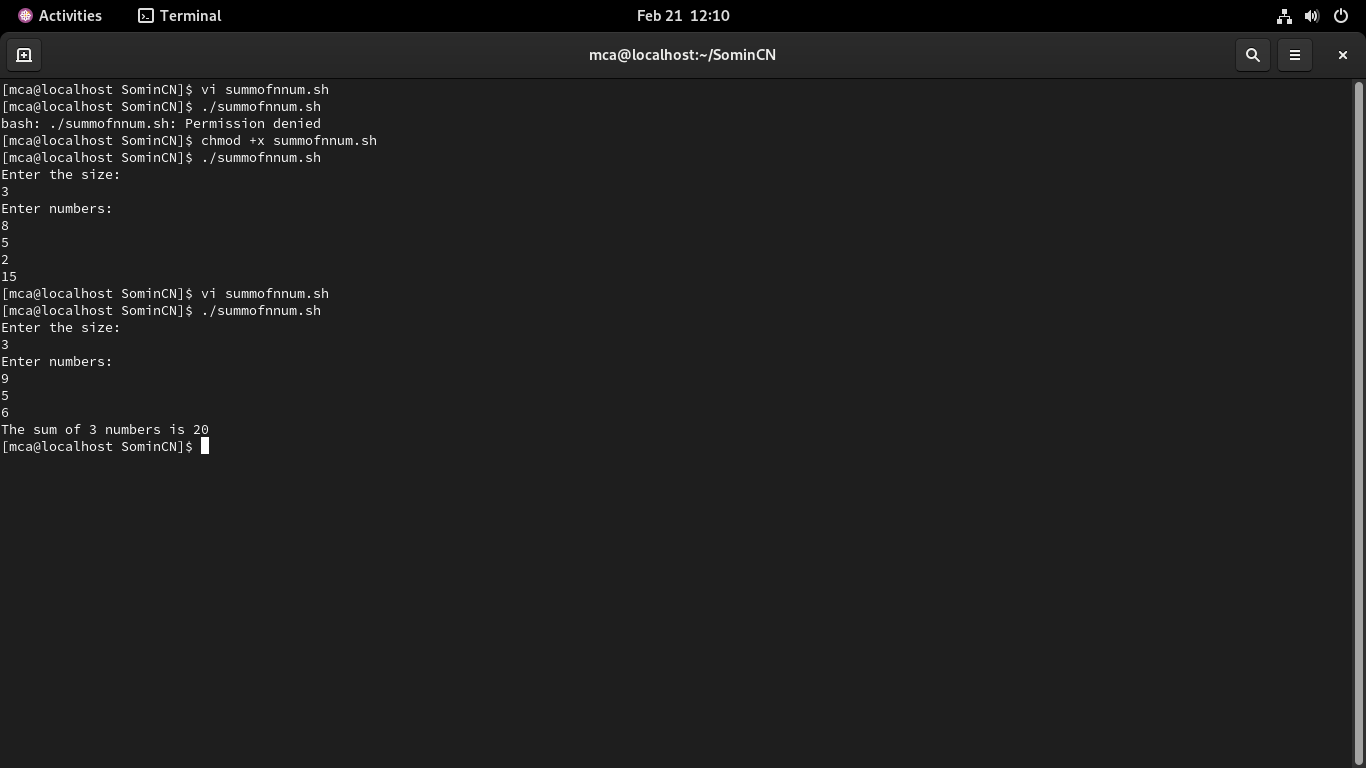 Activities Terminal Feb 21 12:10
mca@localhost:~/SominCN
[mca@localhost SominCN]$ vi summofnnum.sh
[mca@localhost SominCN]$ ./summofnnum.sh
bash: ./summofnnum.sh: Permission denied
[mca@localhost SominCN]$ chmod +x summofnnum.sh
[mca@localhost SominCN]$ ./summofnnum.sh
Enter the size:
3
Enter numbers:
8
5
2
15
[mca@localhost SominCN]$ vi summofnnum.sh
[mca@localhost SominCN]$ ./summofnnum.sh
Enter the size:
3
Enter numbers:
9
5
6
The sum of 3 numbers is 20
[mca@localhost SominCN]$